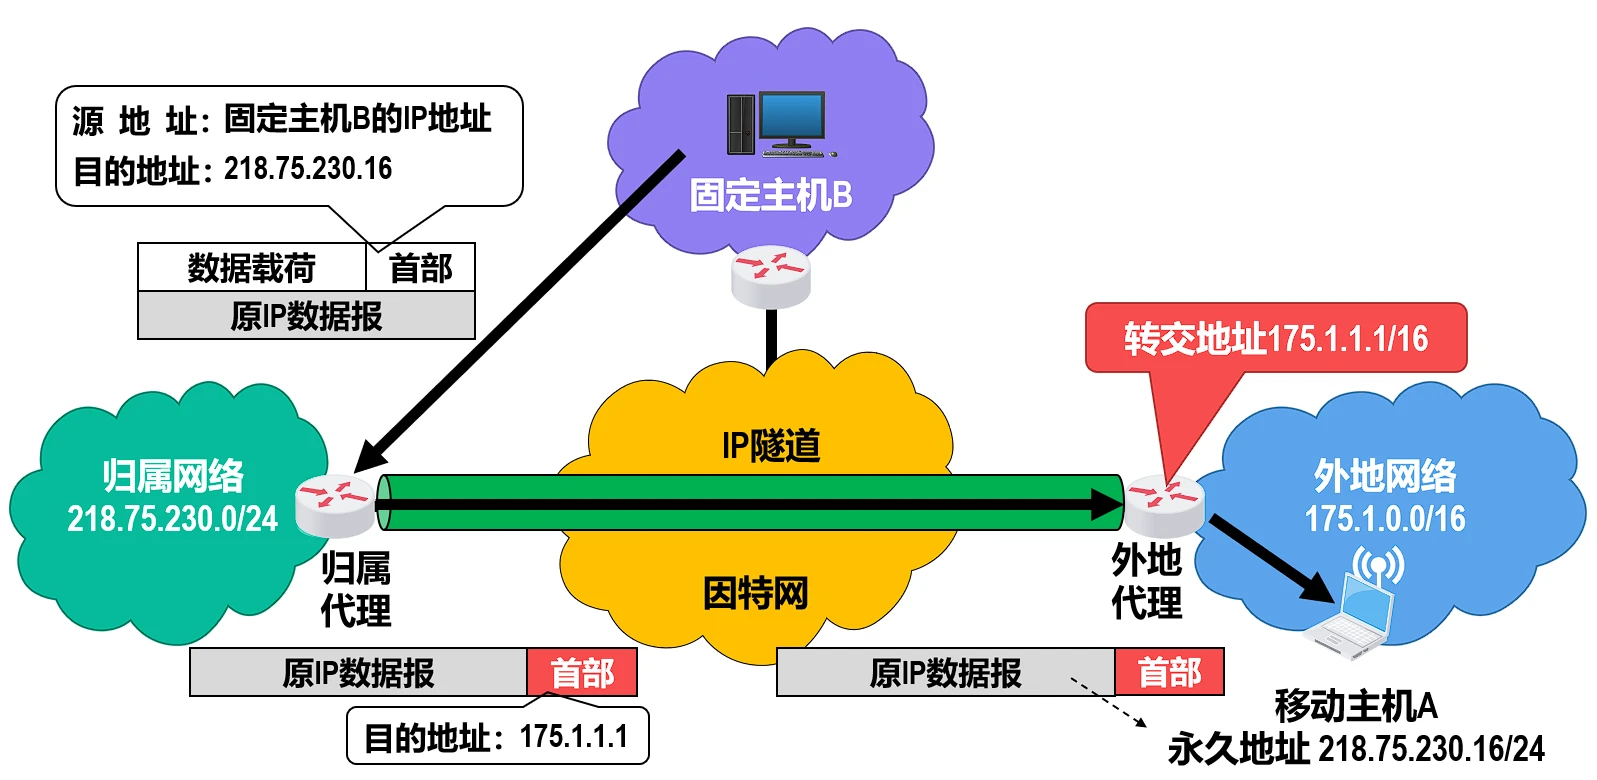 源 地 址：固定主机B的IP地址
目的地址：218.75.230.16
数据载荷 首部
原IP数据报
固定主机B
转交地址175.1.1.1/16
归属网络
218.75.230.0/24
归属
代理
IP隧道
因特网
外地
代理
外地网络
175.1.0.0/16
原IP数据报 首部
目的地址：175.1.1.1
原IP数据报 首部
移动主机A
永久地址 218.75.230.16/24